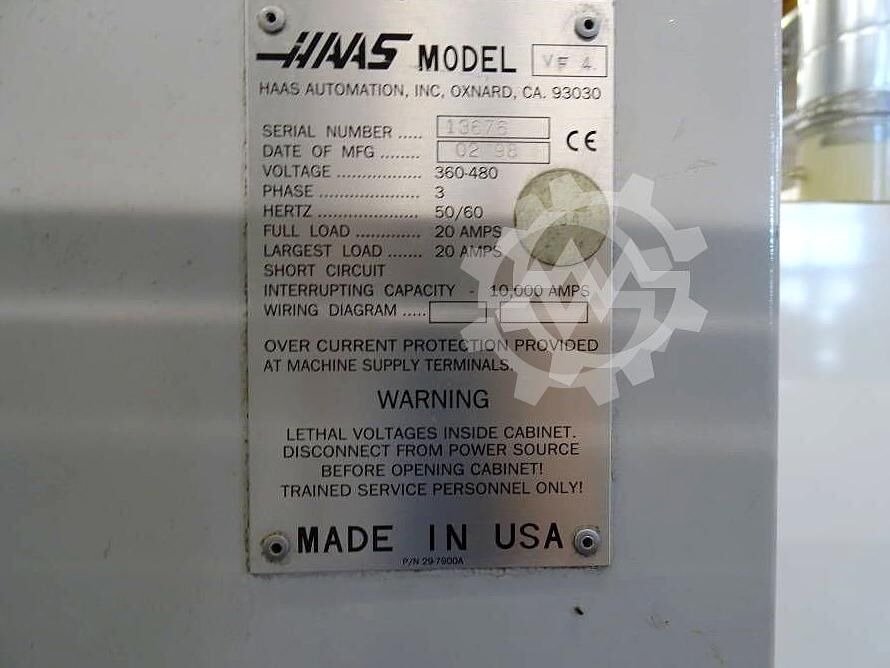 HAAS MODEL VF 4
HAAS AUTOMATION, INC, OXNARD, CA. 93030
SERIAL NUMBER ..... 13676
DATE OF MFG ........ 02 98
CE
VOLTAGE ................. 360-480
PHASE .................... 3
HERTZ .................... 50/60
FULL LOAD ............. 20 AMPS
LARGEST LOAD ....... 20 AMPS
SHORT CIRCUIT
INTERRUPTING CAPACITY - 10,000 AMPS
WIRING DIAGRAM .....
OVER CURRENT PROTECTION PROVIDED
AT MACHINE SUPPLY TERMINALS.
WARNING
LETHAL VOLTAGES INSIDE CABINET.
DISCONNECT FROM POWER SOURCE
BEFORE OPENING CABINET!
TRAINED SERVICE PERSONNEL ONLY!
MADE IN USA
P/N 29-7900A